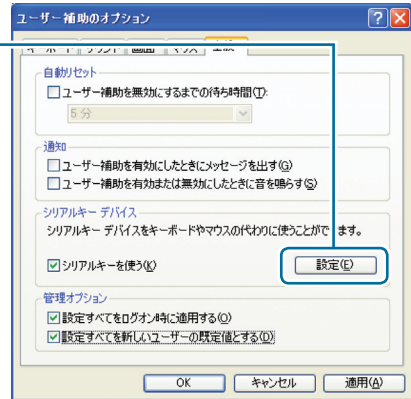 ユーザー補助のオプション
自動リセット
ユーザー補助を無効にするまでの待ち時間(T):
5 分
通知
ユーザー補助を有効にしたときにメッセージを出す(G)
ユーザー補助を有効または無効にしたときに音を鳴らす(S)
シリアルキー デバイス
シリアルキー デバイスをキーボードやマウスの代わりに使うことがで ます。
シリアルキーを使う(K)
設定(E)
管理オプション
設定すべてをログオン時に適用する(O)
設定すべてを新しいユーザーの既定値とする(D)
OK キャンセル 適用(A)